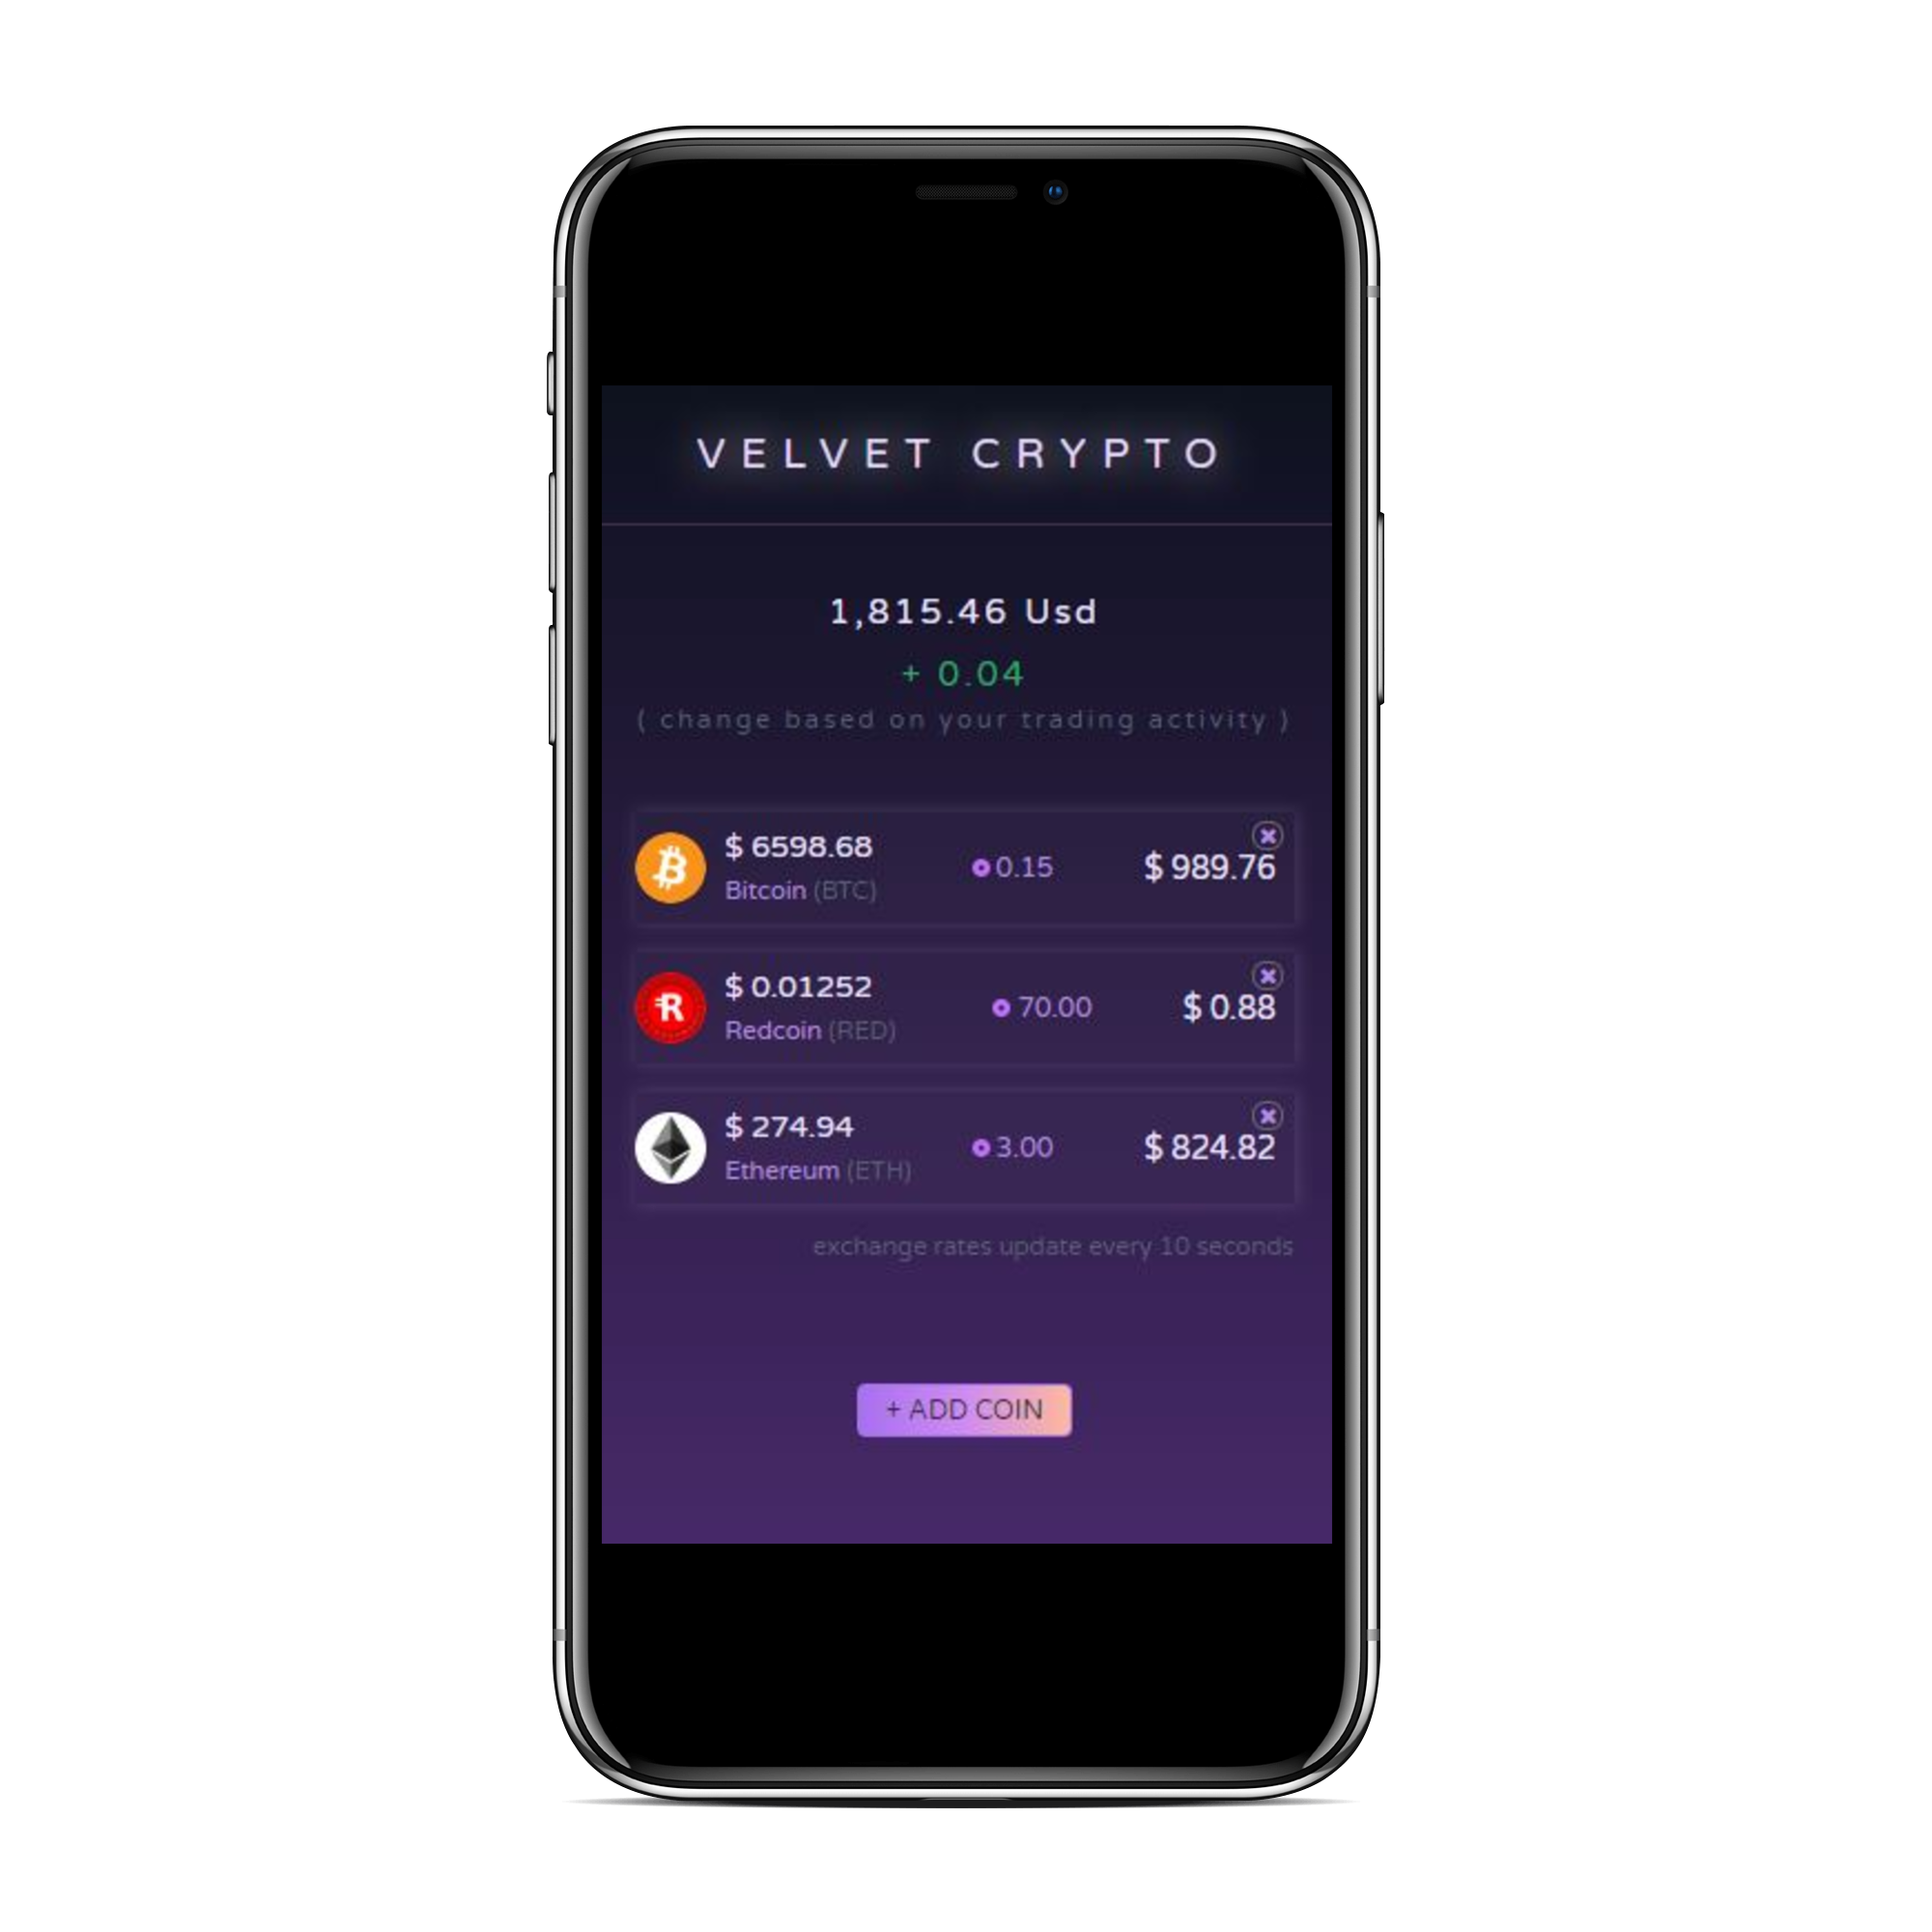 VELVET CRYPTO
1,815.46 Usd
+ 0.04
( change based on your trading activity )
$ 6598.68
Bitcoin (BTC)
0.15
$ 989.76
$ 0.01252
Redcoin (RED)
70.00
$ 0.88
$ 274.94
Ethereum (ETH)
3.00
$ 824.82
exchange rates update every 10 seconds
+ ADD COIN